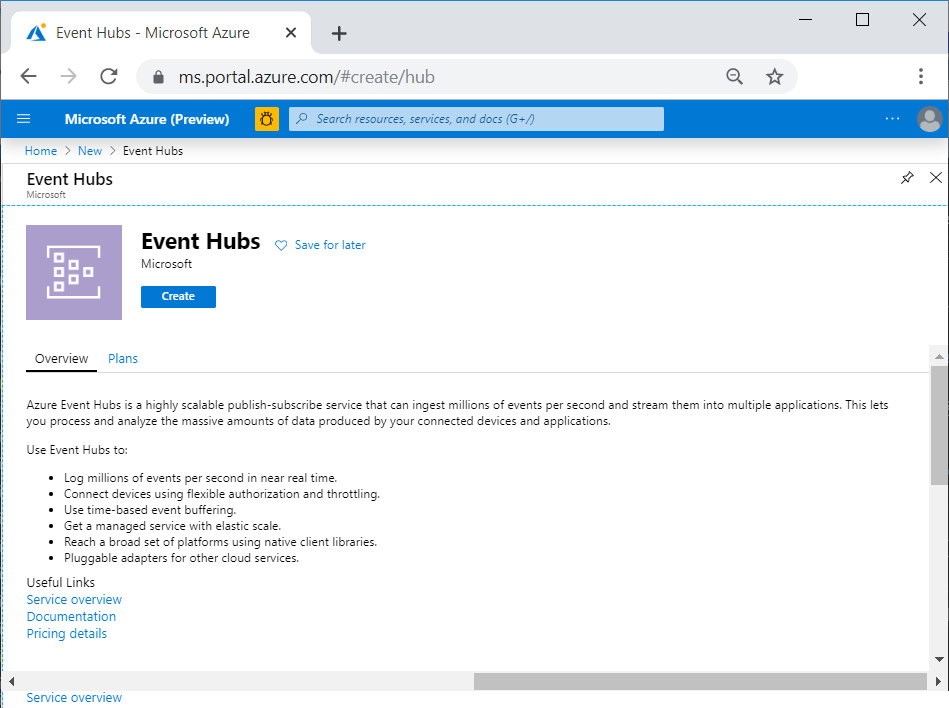 Event Hubs - Microsoft Azure
ms.portal.azure.com/#create/hub
Microsoft Azure (Preview)
Search resources, services, and docs (G+/)
Home > New > Event Hubs
Event Hubs
Microsoft
Event Hubs
Save for later
Microsoft
Create
Overview
Plans
Azure Event Hubs is a highly scalable publish-subscribe service that can ingest millions of events per second and stream them into multiple applications. This lets
you process and analyze the massive amounts of data produced by your connected devices and applications.
Use Event Hubs to:
• Log millions of events per second in near real time.
• Connect devices using flexible authorization and throttling.
• Use time-based event buffering.
• Get a managed service with elastic scale.
• Reach a broad set of platforms using native client libraries.
• Pluggable adapters for other cloud services.
Useful Links
Service overview
Documentation
Pricing details
Service overview